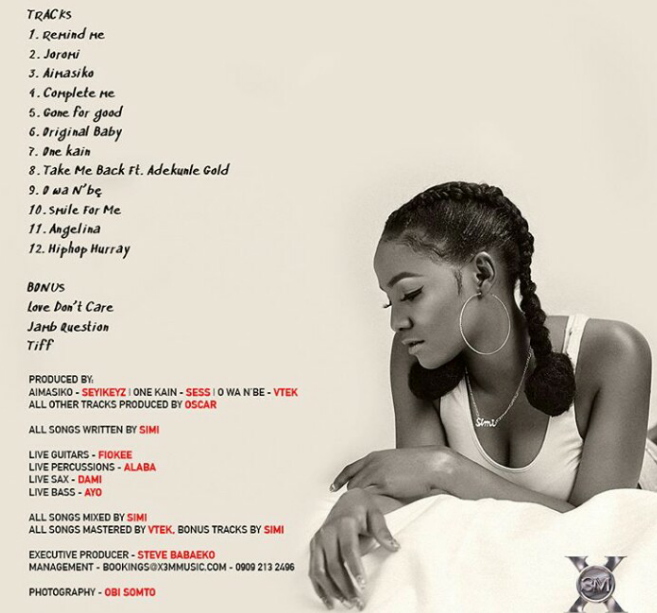 TRACKS
1. Remind me
2. Joromi
3. Aimasiko
4. Complete me
5. Gone for good
6. Original Baby
7. One kain
8. Take Me Back Ft. Adekunle Gold
9. O wa N'bẹ
10. Smile For Me
11. Angelina
12. Hiphop Hurray
BONUS
Love Don't Care
Jamb Question
Tiff
PRODUCED BY:
AIMASIKO - SEYIKEYZ | ONE KAIN - SESS | O WA N'BE - VTEK
ALL OTHER TRACKS PRODUCED BY OSCAR
ALL SONGS WRITTEN BY SIMI
LIVE GUITARS - FIOKEE
LIVE PERCUSSIONS - ALABA
LIVE SAX - DAMI
LIVE BASS - AYO
ALL SONGS MIXED BY SIMI
ALL SONGS MASTERED BY VTEK, BONUS TRACKS BY SIMI
EXECUTIVE PRODUCER - STEVE BABAEKO
MANAGEMENT - BOOKINGS@X3MMUSIC.COM - 0909 213 2496
PHOTOGRAPHY - OBI SOMTO
Simi
X3M